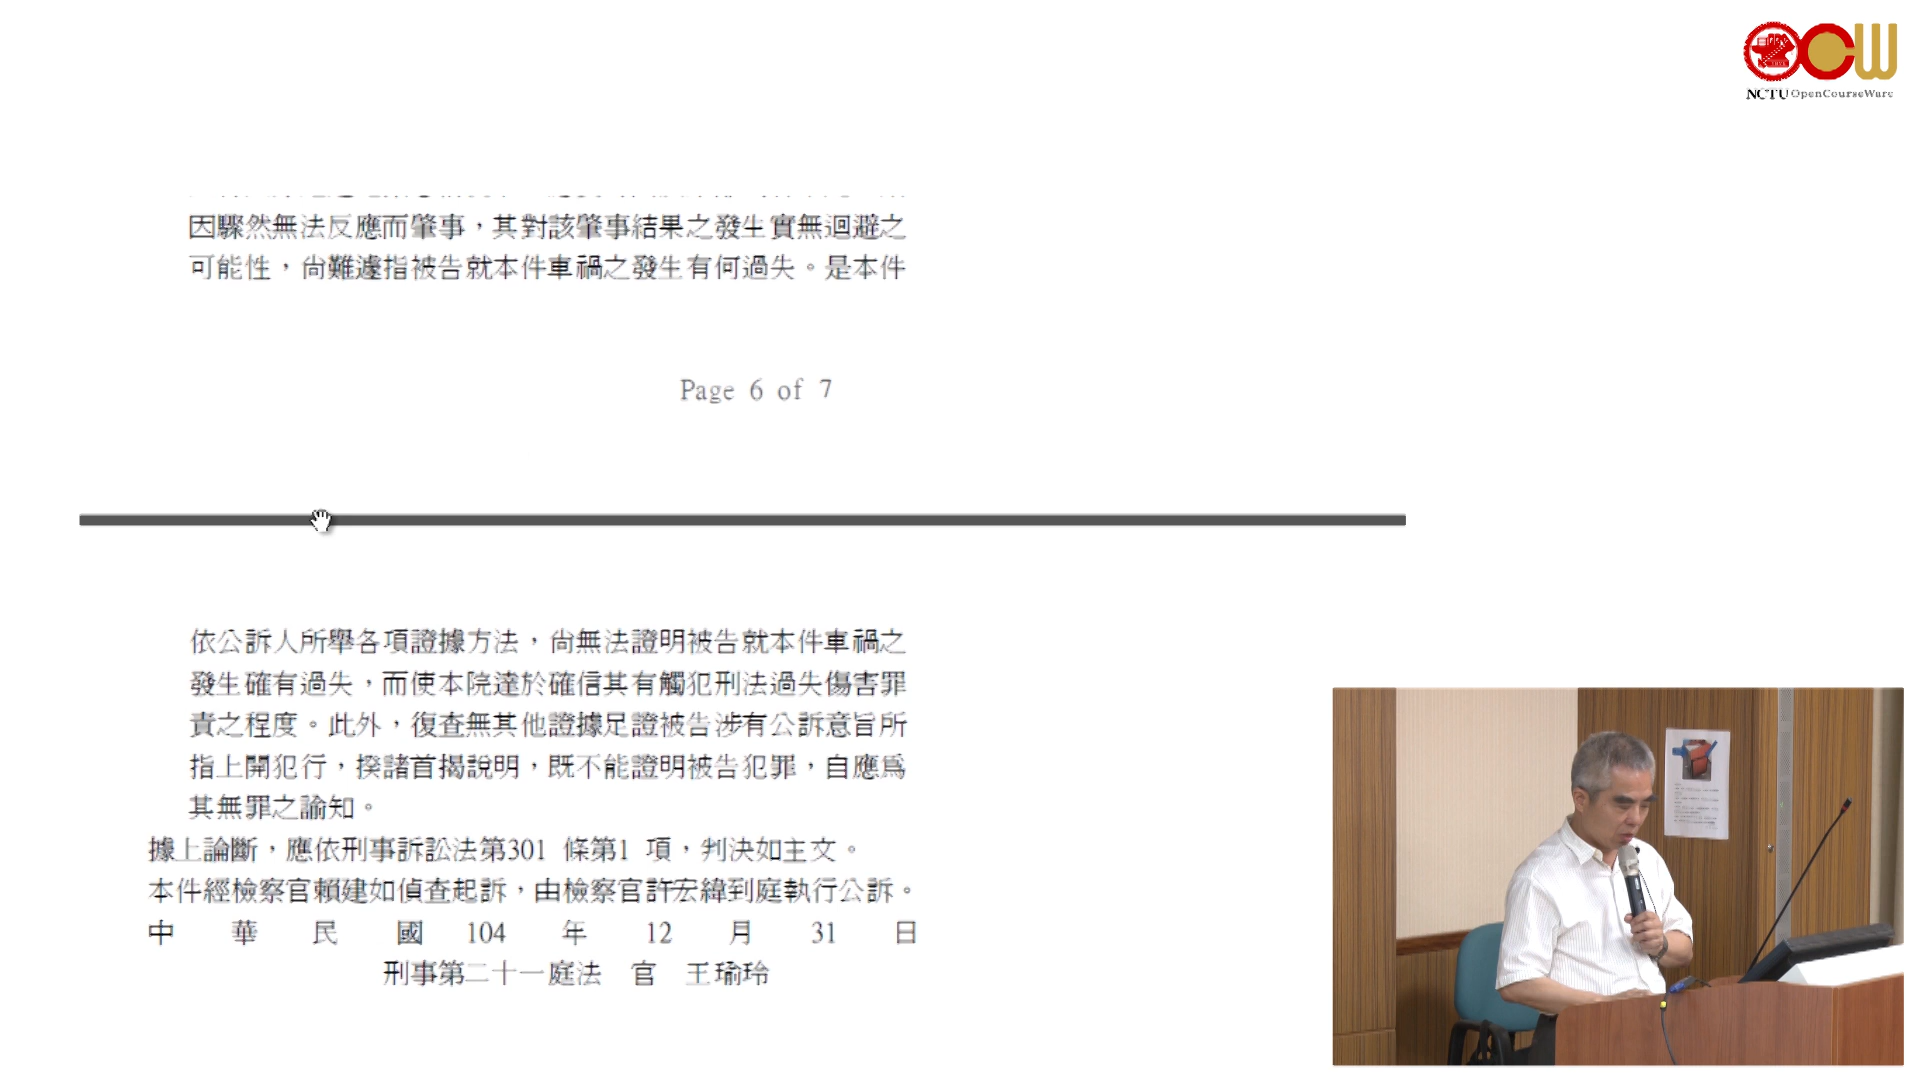 NCTU OpenCourseWare
因驟然無法反應而肇事，其對該肇事結果之發生實無迴避之
可能性，尚難遽指被告就本件車禍之發生有何過失。是本件
Page 6 of 7
依公訴人所舉各項證據方法，尚無法證明被告就本件車禍之
發生確有過失，而使本院達於確信其有觸犯刑法過失傷害罪
責之程度。此外，復查無其他證據足證被告涉有公訴意旨所
指上開犯行，揆諸首揭說明，既不能證明被告犯罪，自應為
其無罪之諭知。
據上論斷，應依刑事訴訟法第301 條第1 項，判決如主文。
本件經檢察官賴建如偵查起訴，由檢察官許宏緯到庭執行公訴。
中 華 民 國 104 年 12 月 31 日
刑事第二十一庭法 官 王瑜玲